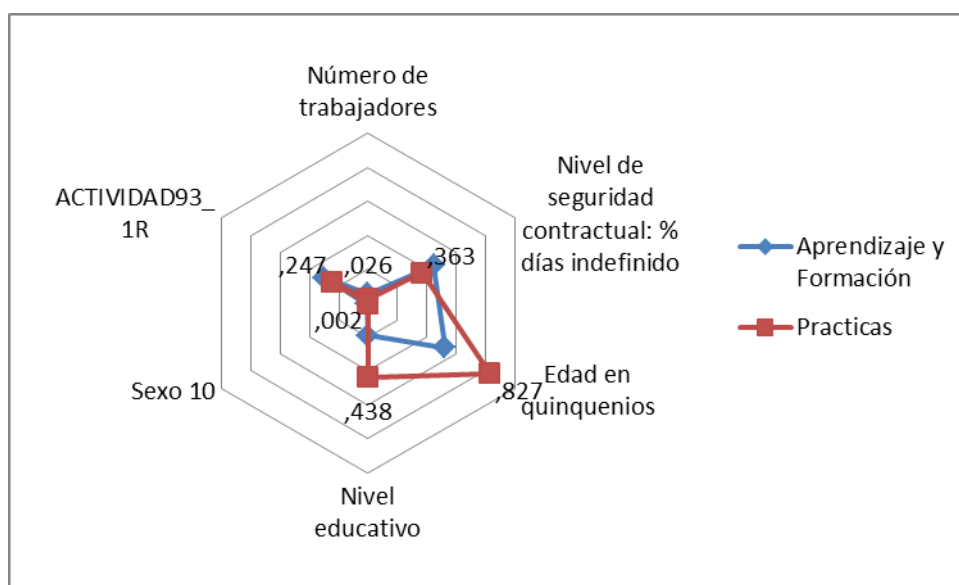 Número de
trabajadores
Nivel de
seguridad
contractual: %
días indefinido
Edad en
quinquenios
Nivel
educativo
Sexo 10
ACTIVIDAD93_
1R
,026
,363
,827
,438
,002
,247
Aprendizaje y
Formación
Practicas